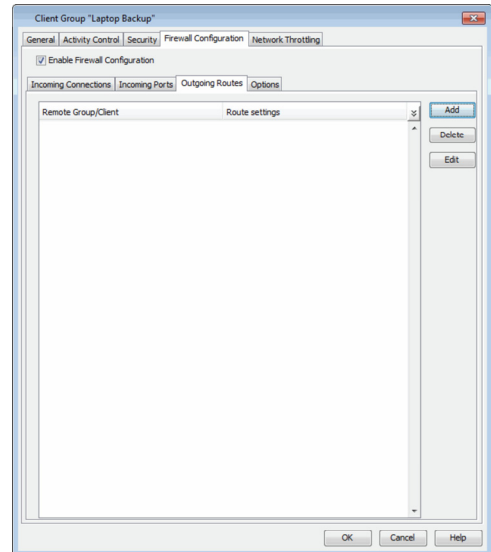 Client Group "Laptop Backup"
General Activity Control Security Firewall Configuration Network Throttling
Enable Firewall Configuration
Incoming Connections Incoming Ports Outgoing Routes Options
Remote Group/Client Route settings Add
Delete
Edit
OK Cancel Help